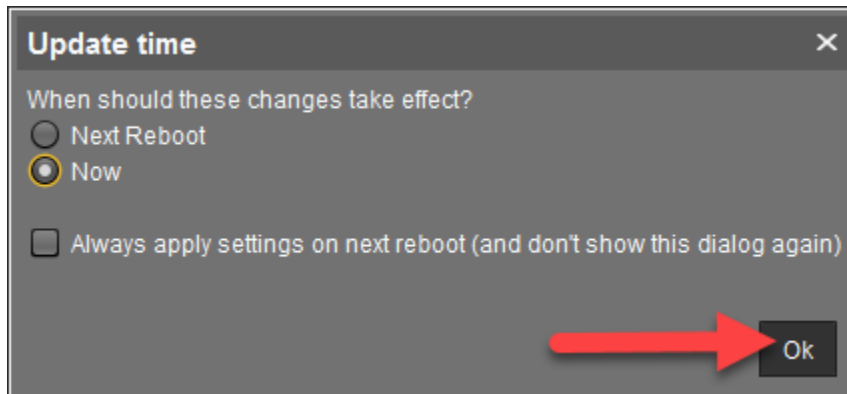 Update time
When should these changes take effect?
Next Reboot
Now
Always apply settings on next reboot (and don't show this dialog again)
Ok